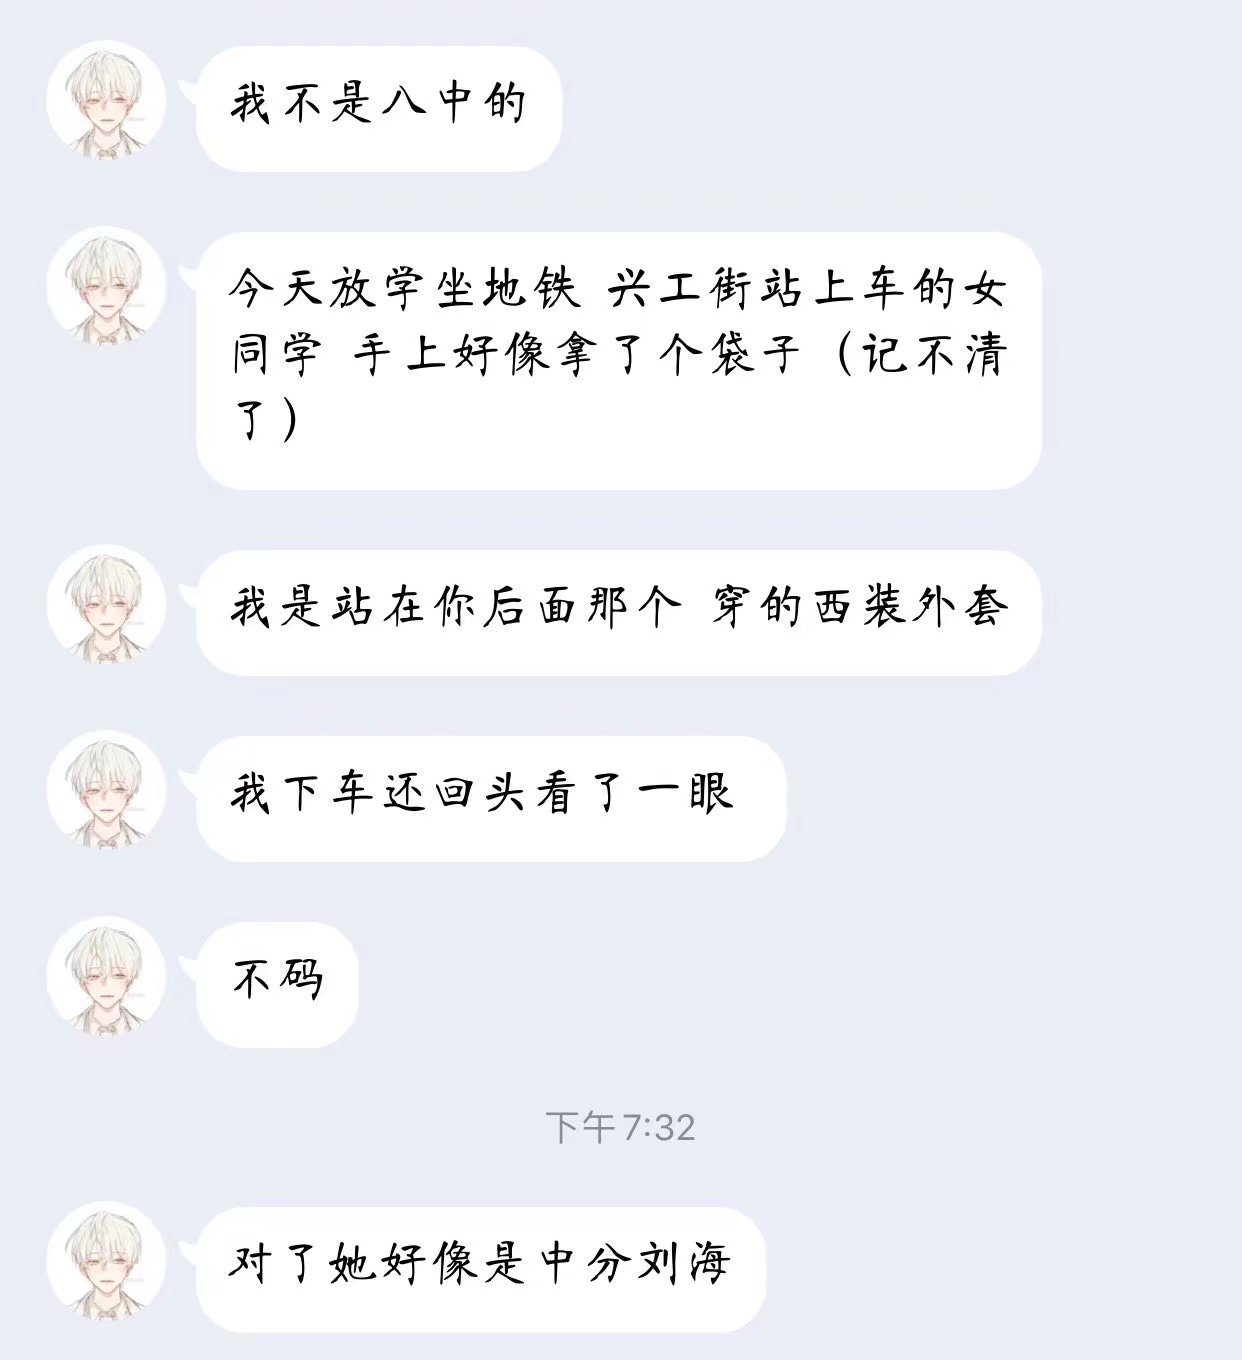 我不是八中的
今天放学坐地铁 兴工街站上车的女
同学 手上好像拿了个袋子（记不清
了）
我是站在你后面那个 穿的西装外套
我下车还回头看了一眼
不码
下午7:32
对了她好像是中分刘海